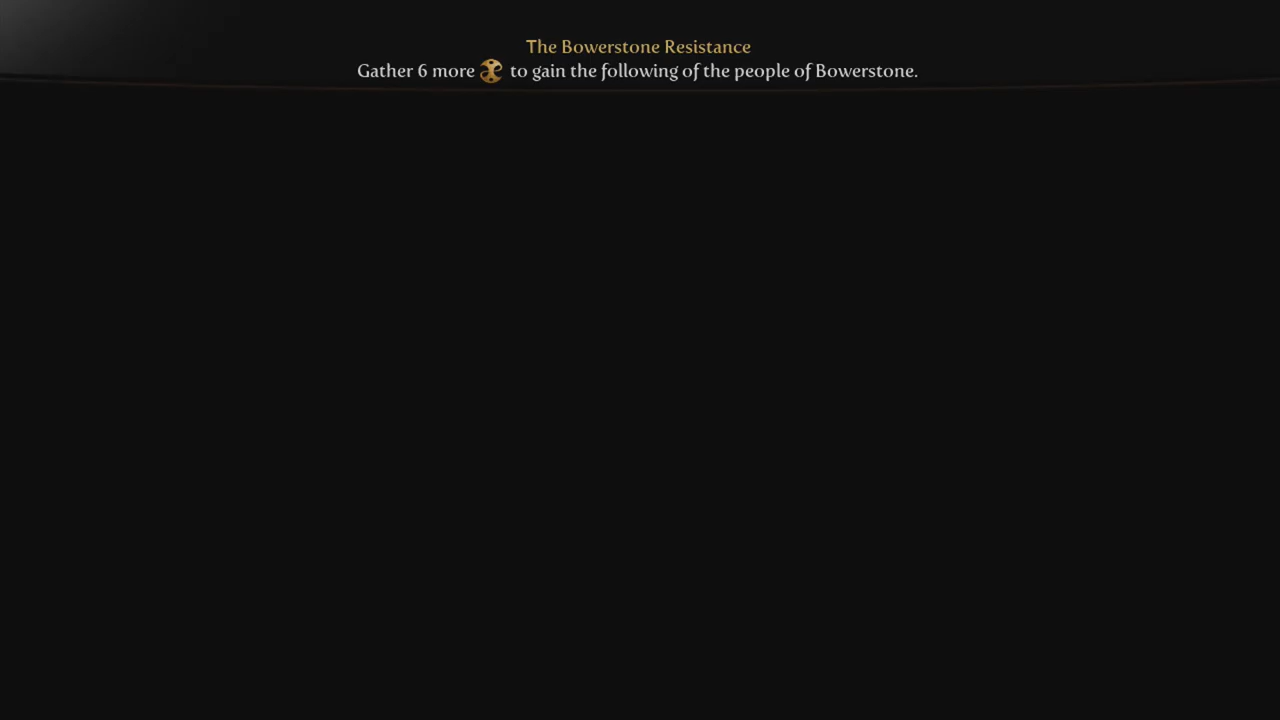 The Bowerstone Resistance
Gather 6 more to gain the following of the people of Bowerstone.